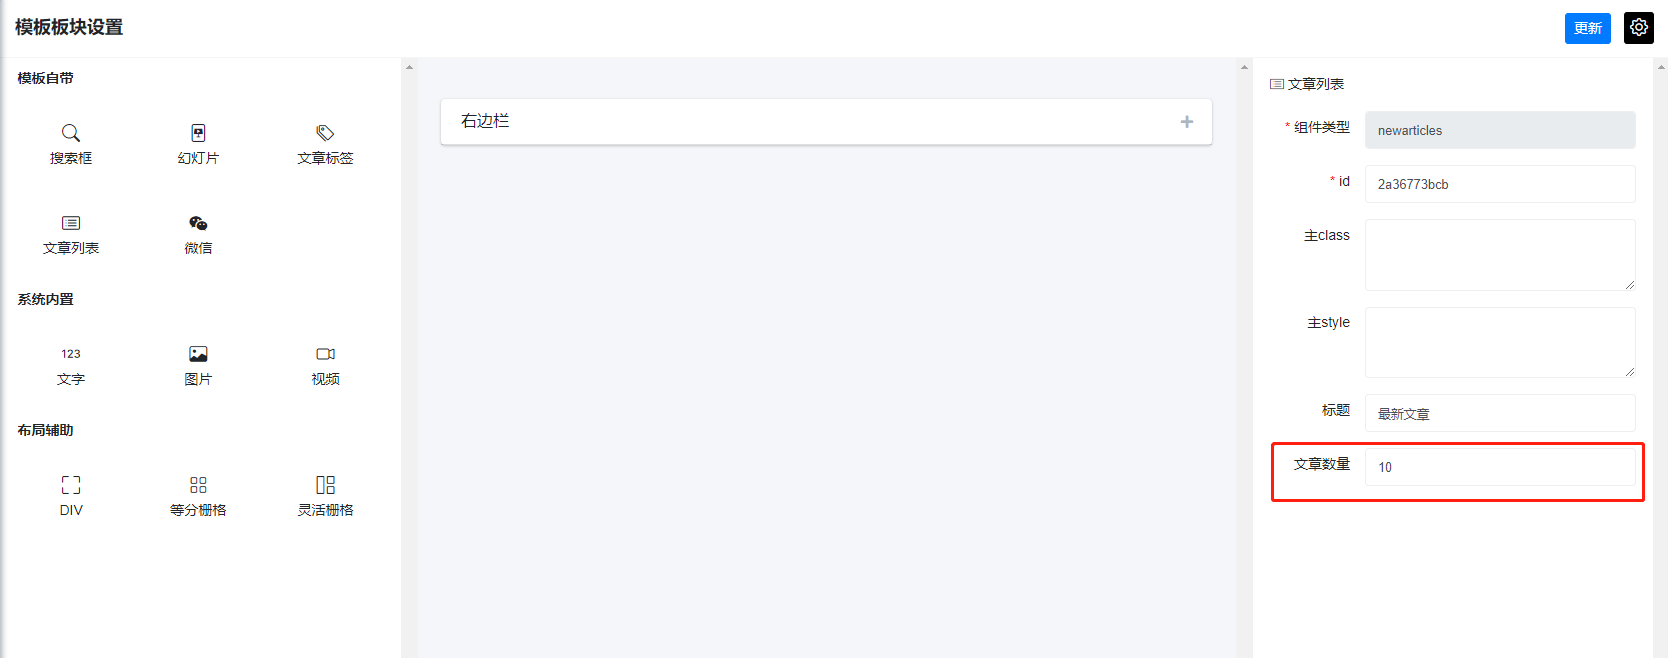 模板板块设置
更新
模板自带
搜索框
幻灯片
文章标签
文章列表
微信
系统内置
123
文字
图片
视频
布局辅助
DIV
等分栅格
灵活栅格
右边栏
文章列表
* 组件类型
newarticles
* id
2a36773bcb
主class
主style
标题
最新文章
文章数量
10